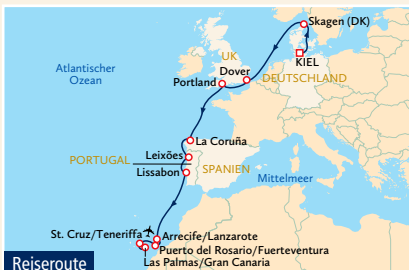 Skagen (DK)
UK
KIEL
Atlantischer
Ozean
Dover
DEUTSCHLAND
Portland
La Coruña
Leixões
PORTUGAL
SPANIEN
Lissabon
Mittelmeer
St. Cruz/Teneriffa
Arrecife/Lanzarote
Puerto del Rosario/Fuerteventura
Las Palmas/Gran Canaria
Reiseroute